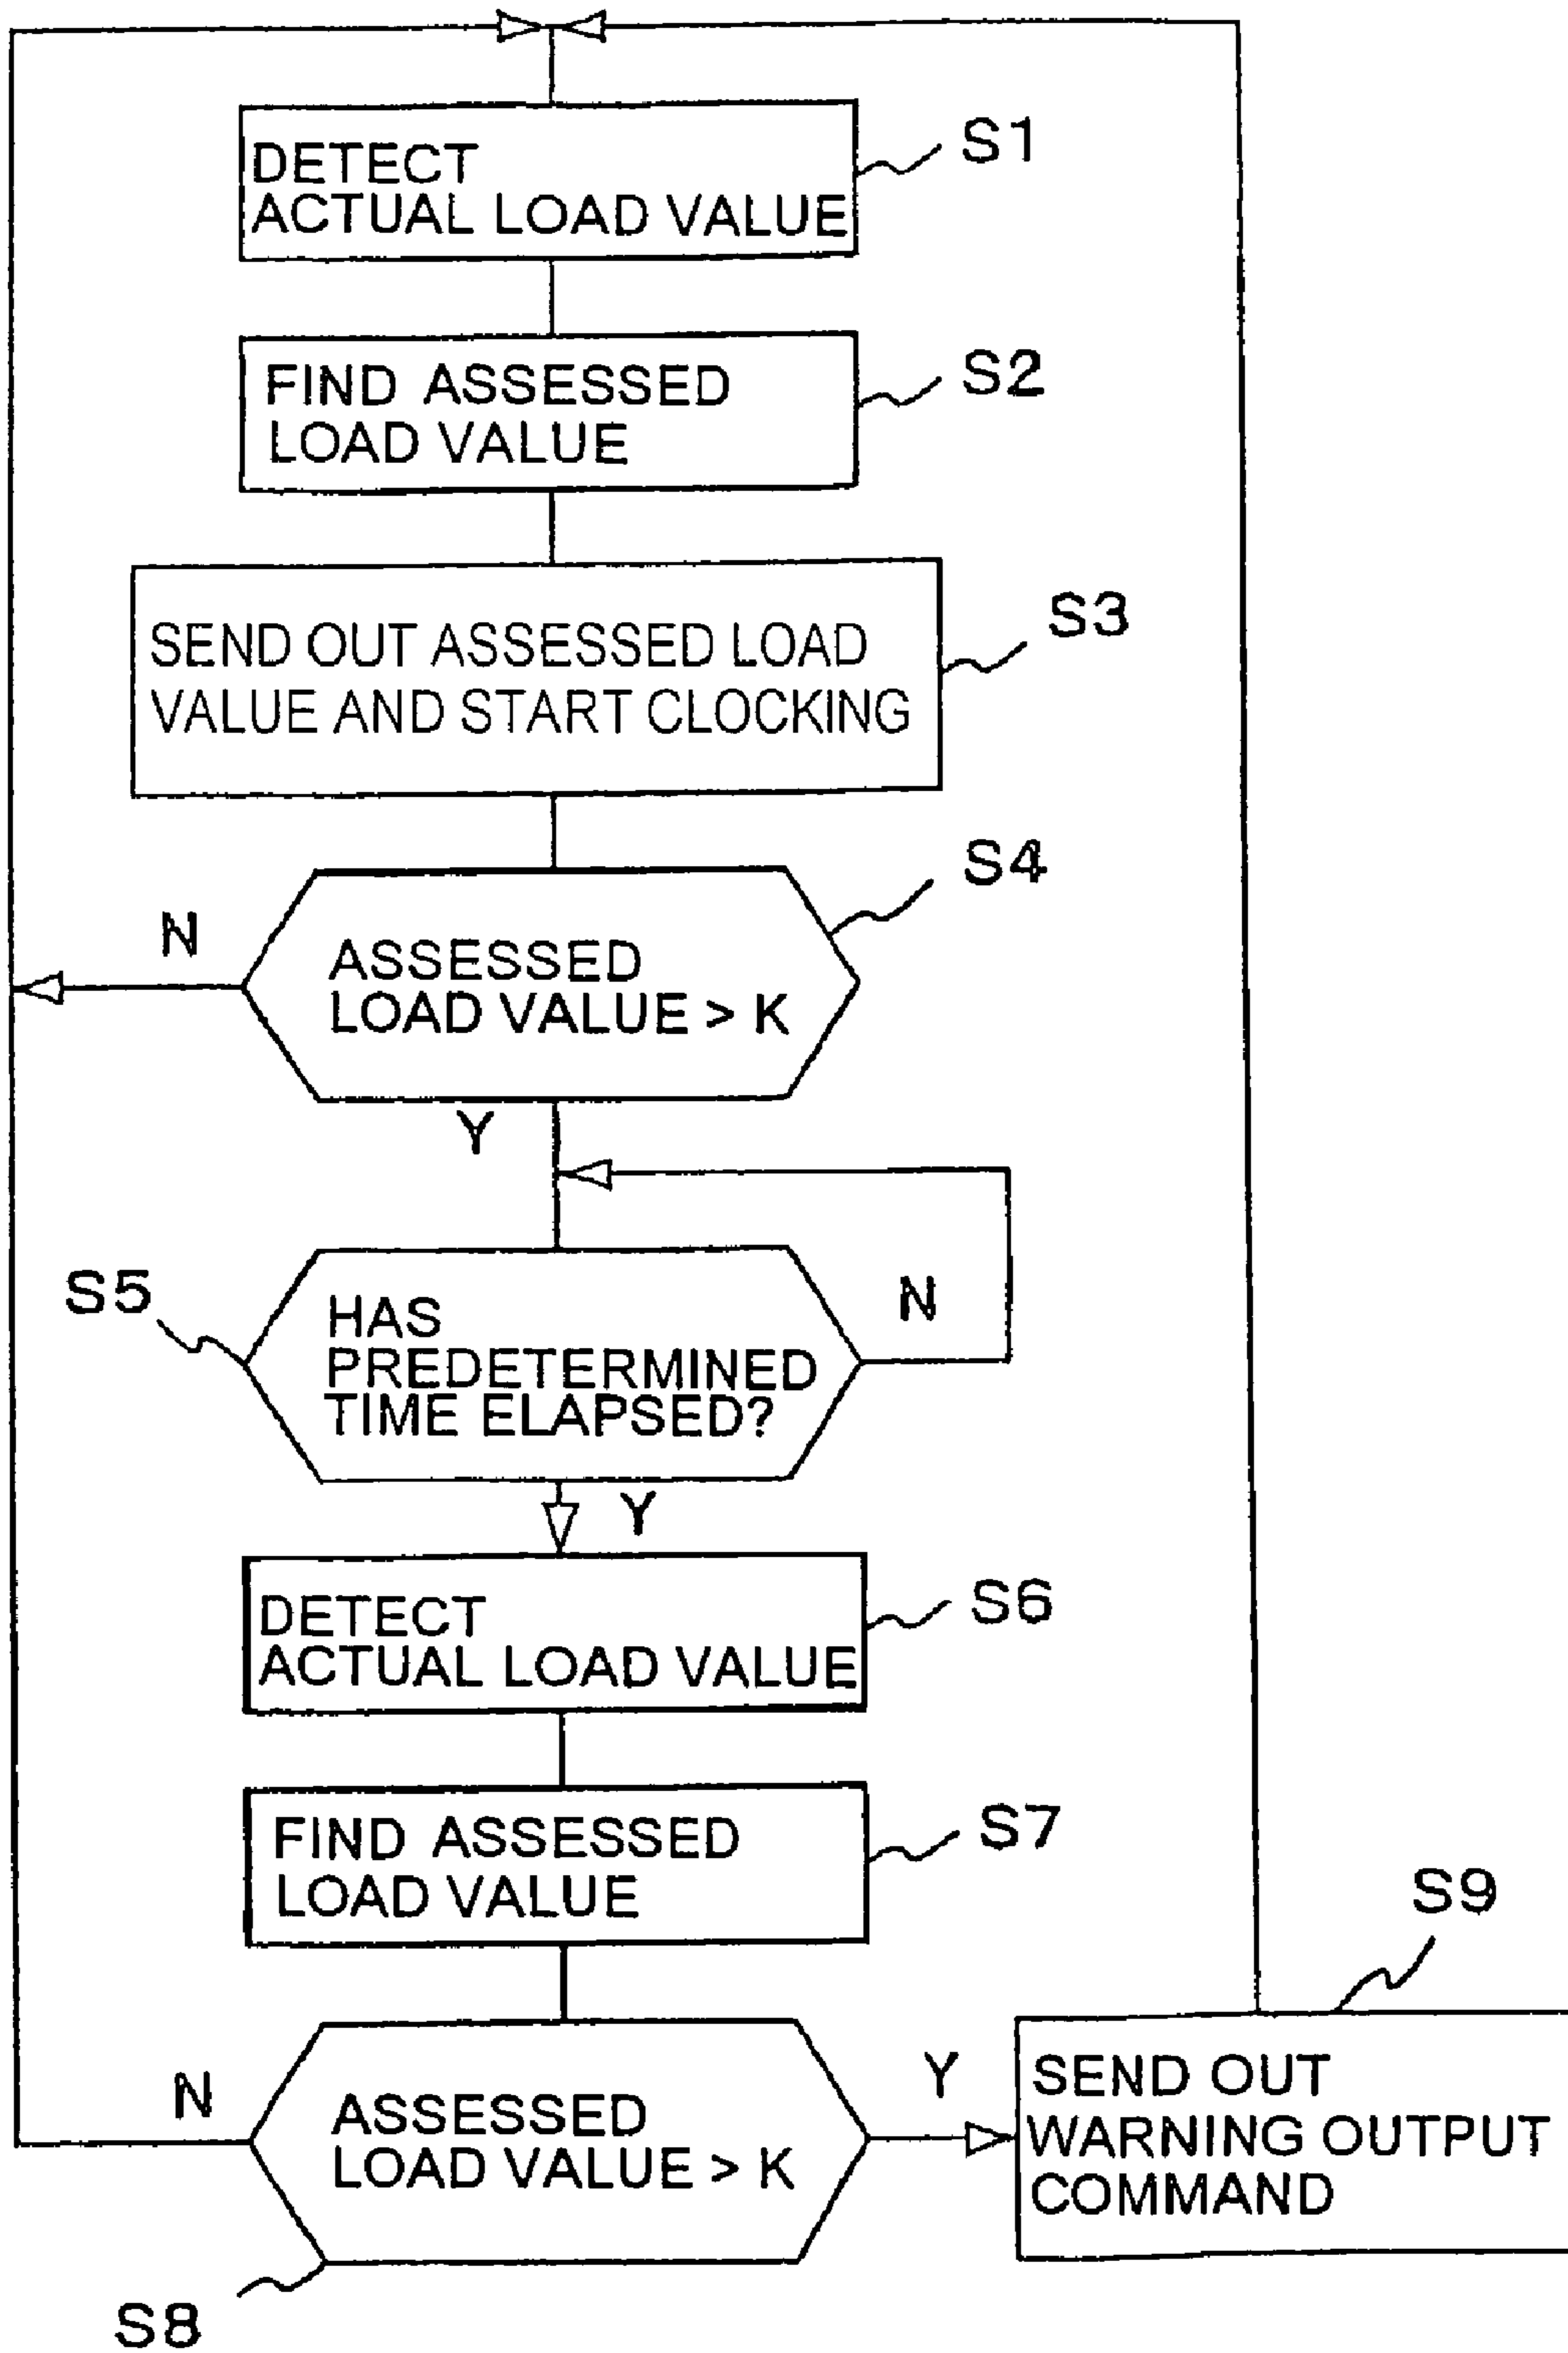 DETECT
ACTUAL LOAD VALUE
S1
FIND ASSESSED
LOAD VALUE
S2
SEND OUT ASSESSED LOAD
VALUE AND START CLOCKING
S3
ASSESSED
LOAD VALUE > K
S4
N
Y
HAS
PREDETERMINED
TIME ELAPSED?
S5
N
Y
DETECT
ACTUAL LOAD VALUE
S6
FIND ASSESSED
LOAD VALUE
S7
ASSESSED
LOAD VALUE > K
S8
N
Y
SEND OUT
WARNING OUTPUT
COMMAND
S9